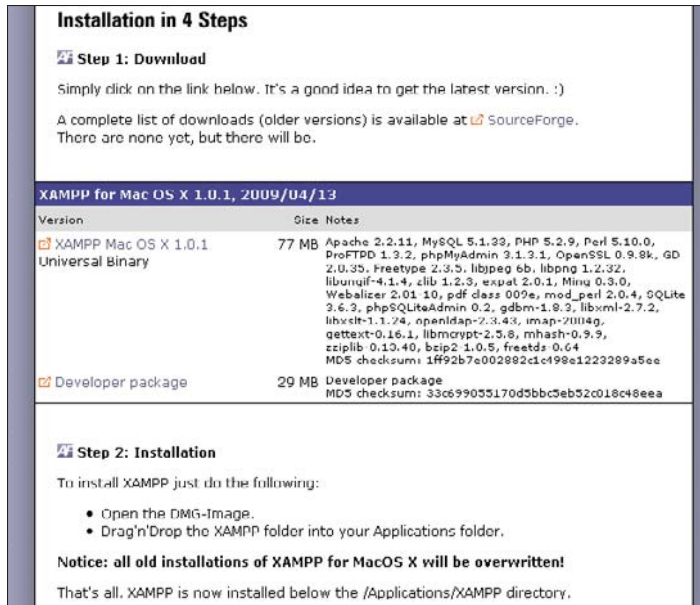 Installation in 4 Steps
Step 1: Download
Simply click on the link below. It's a good idea to get the latest version. :)
A complete list of downloads (older versions) is available at SourceForge.
There are none yet, but there will be.
XAMPP for Mac OS X 1.0.1, 2009/04/13
Version Size Notes
XAMPP Mac OS X 1.0.1 77 MB Apache 2.2.11, MySQL 5.1.33, PHP 5.2.9, Perl 5.10.0,
Universal Binary ProFTPD 1.3.2, phpMyAdmin 3.1.3.1, OpenSSL 0.9.8k, GD
2.0.35, Freetype 2.3.5, libjpeg 6b, libpng 1.2.32,
libungif-4.1.4, zlib 1.2.3, expat 2.0.1, Ming 0.3.0,
Webalizer 2.01-10, pdf class 009e, mod_perl 2.0.4, SQLite
3.6.3, phpSQLiteAdmin 0.2, gdbm-1.8.3, libxml-2.7.2,
libxslt-1.1.24, openldap-2.3.43, imap-2004g,
gettext-0.16.1, libmcrypt-2.5.8, mhash-0.9.9,
zziplib-0.13.48, bzip2-1.0.5, freetds-0.64
MD5 checksum: 1ff92b7e002882c1c498e1223289a5ee
Developer package 29 MB Developer package
MD5 checksum: 33c699055170d5bbc5eb52c018c48eea
Step 2: Installation
To install XAMPP just do the following:
• Open the DMG-Image.
• Drag'n'Drop the XAMPP folder into your Applications folder.
Notice: all old installations of XAMPP for MacOS X will be overwritten!
That's all. XAMPP is now installed below the /Applications/XAMPP directory.